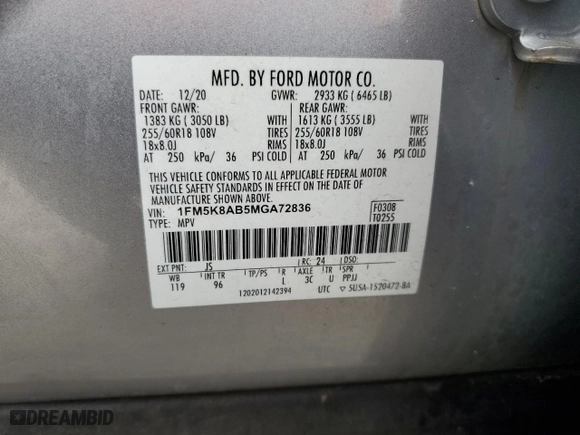 MFD. BY FORD MOTOR CO.
DATE: 12/20 GVWR: 2933 KG ( 6465 LB)
FRONT GAWR: REAR GAWR:
1383 KG ( 3050 LB) WITH 1613 KG ( 3555 LB) WITH
255/60R18 108V TIRES 255/60R18 108V TIRES
18x8.0J RIMS 18x8.0J RIMS
AT 250 kPa/ 36 PSI COLD AT 250 kPa/ 36 PSI COLD
THIS VEHICLE CONFORMS TO ALL APPLICABLE FEDERAL MOTOR
VEHICLE SAFETY STANDARDS IN EFFECT ON THE DATE OF
MANUFACTURE SHOWN ABOVE.
VIN: 1FM5K8AB5MGA72836 F0308
TYPE: MPV T0255
EXT PNT: JS RC: 24 DSO:
WB INT TR TP/PS R AXLE TR SPR
119 96 L 3C U PPJJ
1202012142394 UTC ▽ 5U5A-1520472-BA
DREAMBID